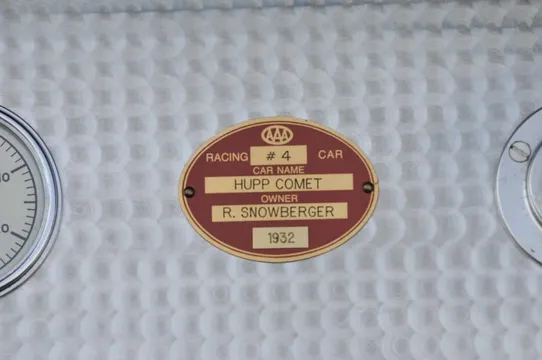 AAA
RACING # 4 CAR
CAR NAME
HUPP COMET
OWNER
R. SNOWBERGER
1932